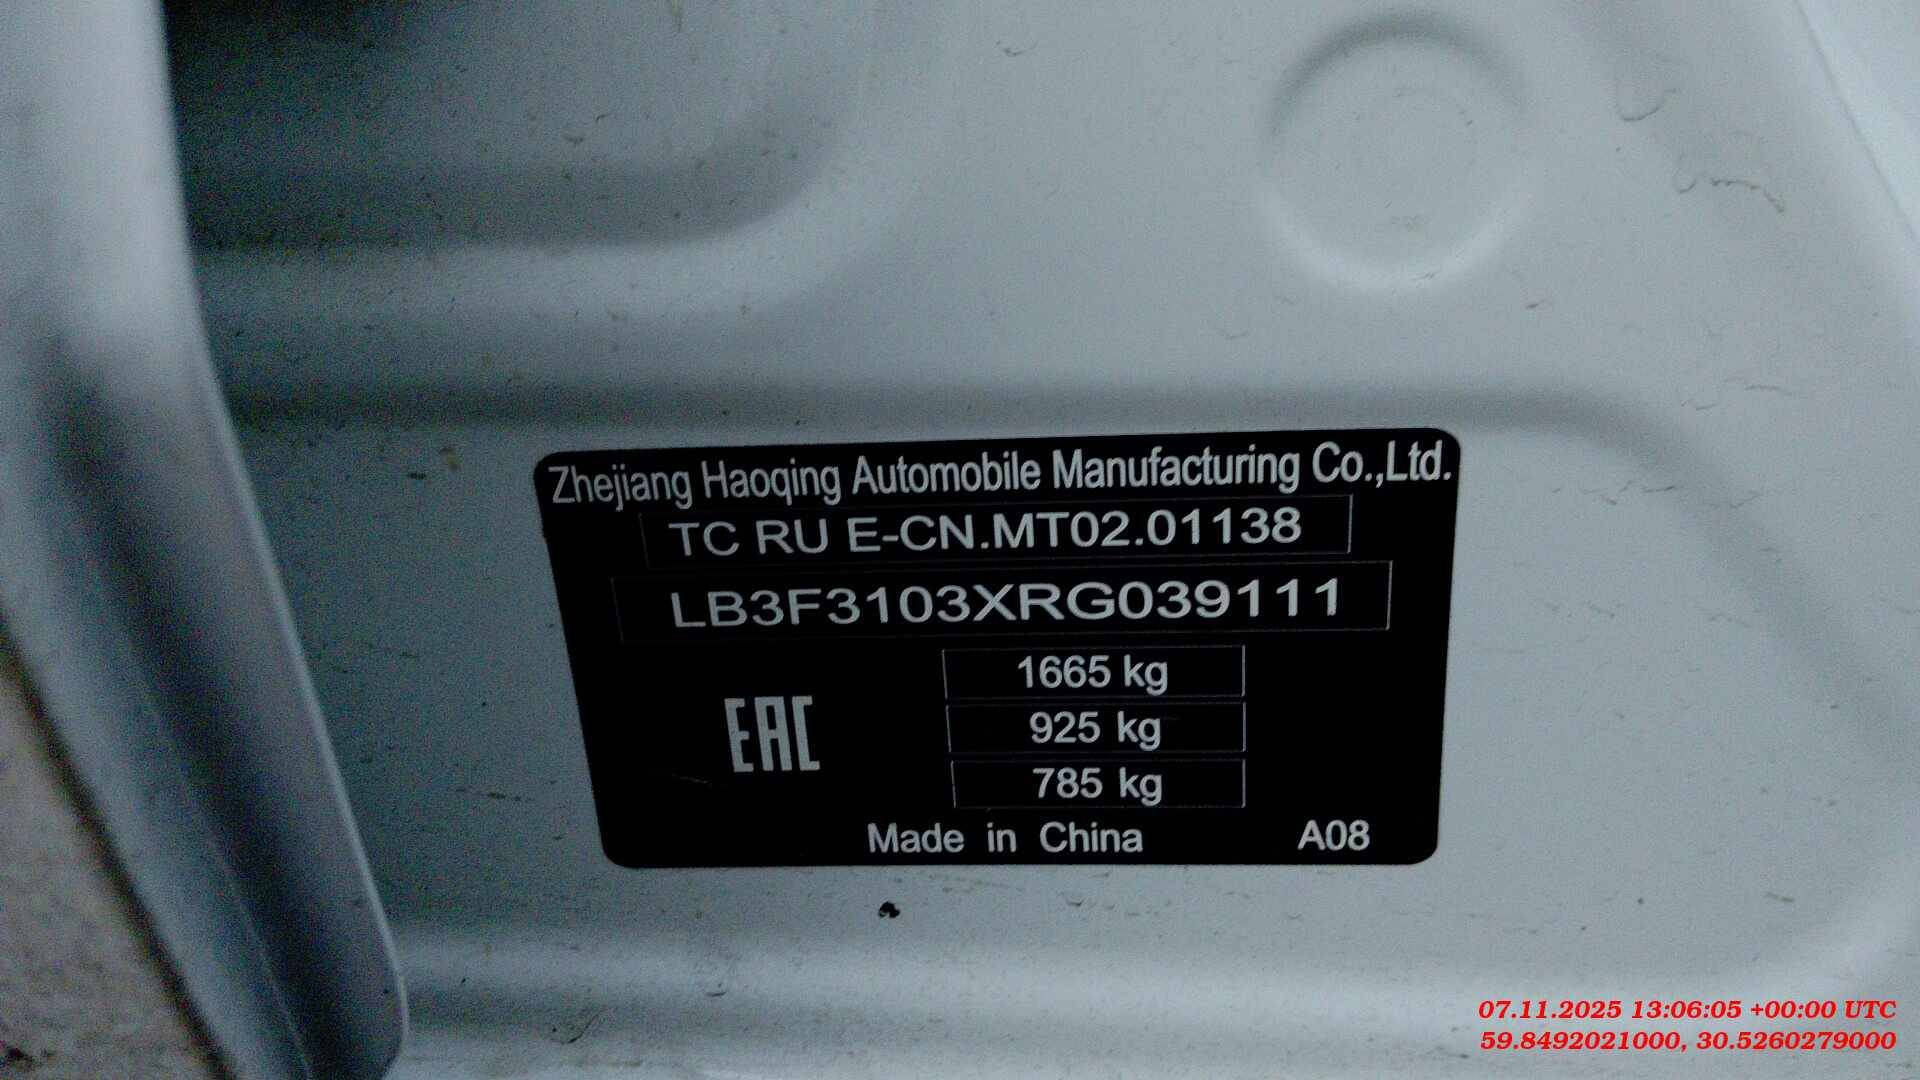 Zhejiang Haoqing Automobile Manufacturing Co.,Ltd.
TC RU E-CN.MT02.01138
LB3F3103XRG039111
1665 kg
EAC
925 kg
785 kg
Made in China A08
07.11.2025 13:06:05 +00:00 UTC
59.8492021000, 30.5260279000